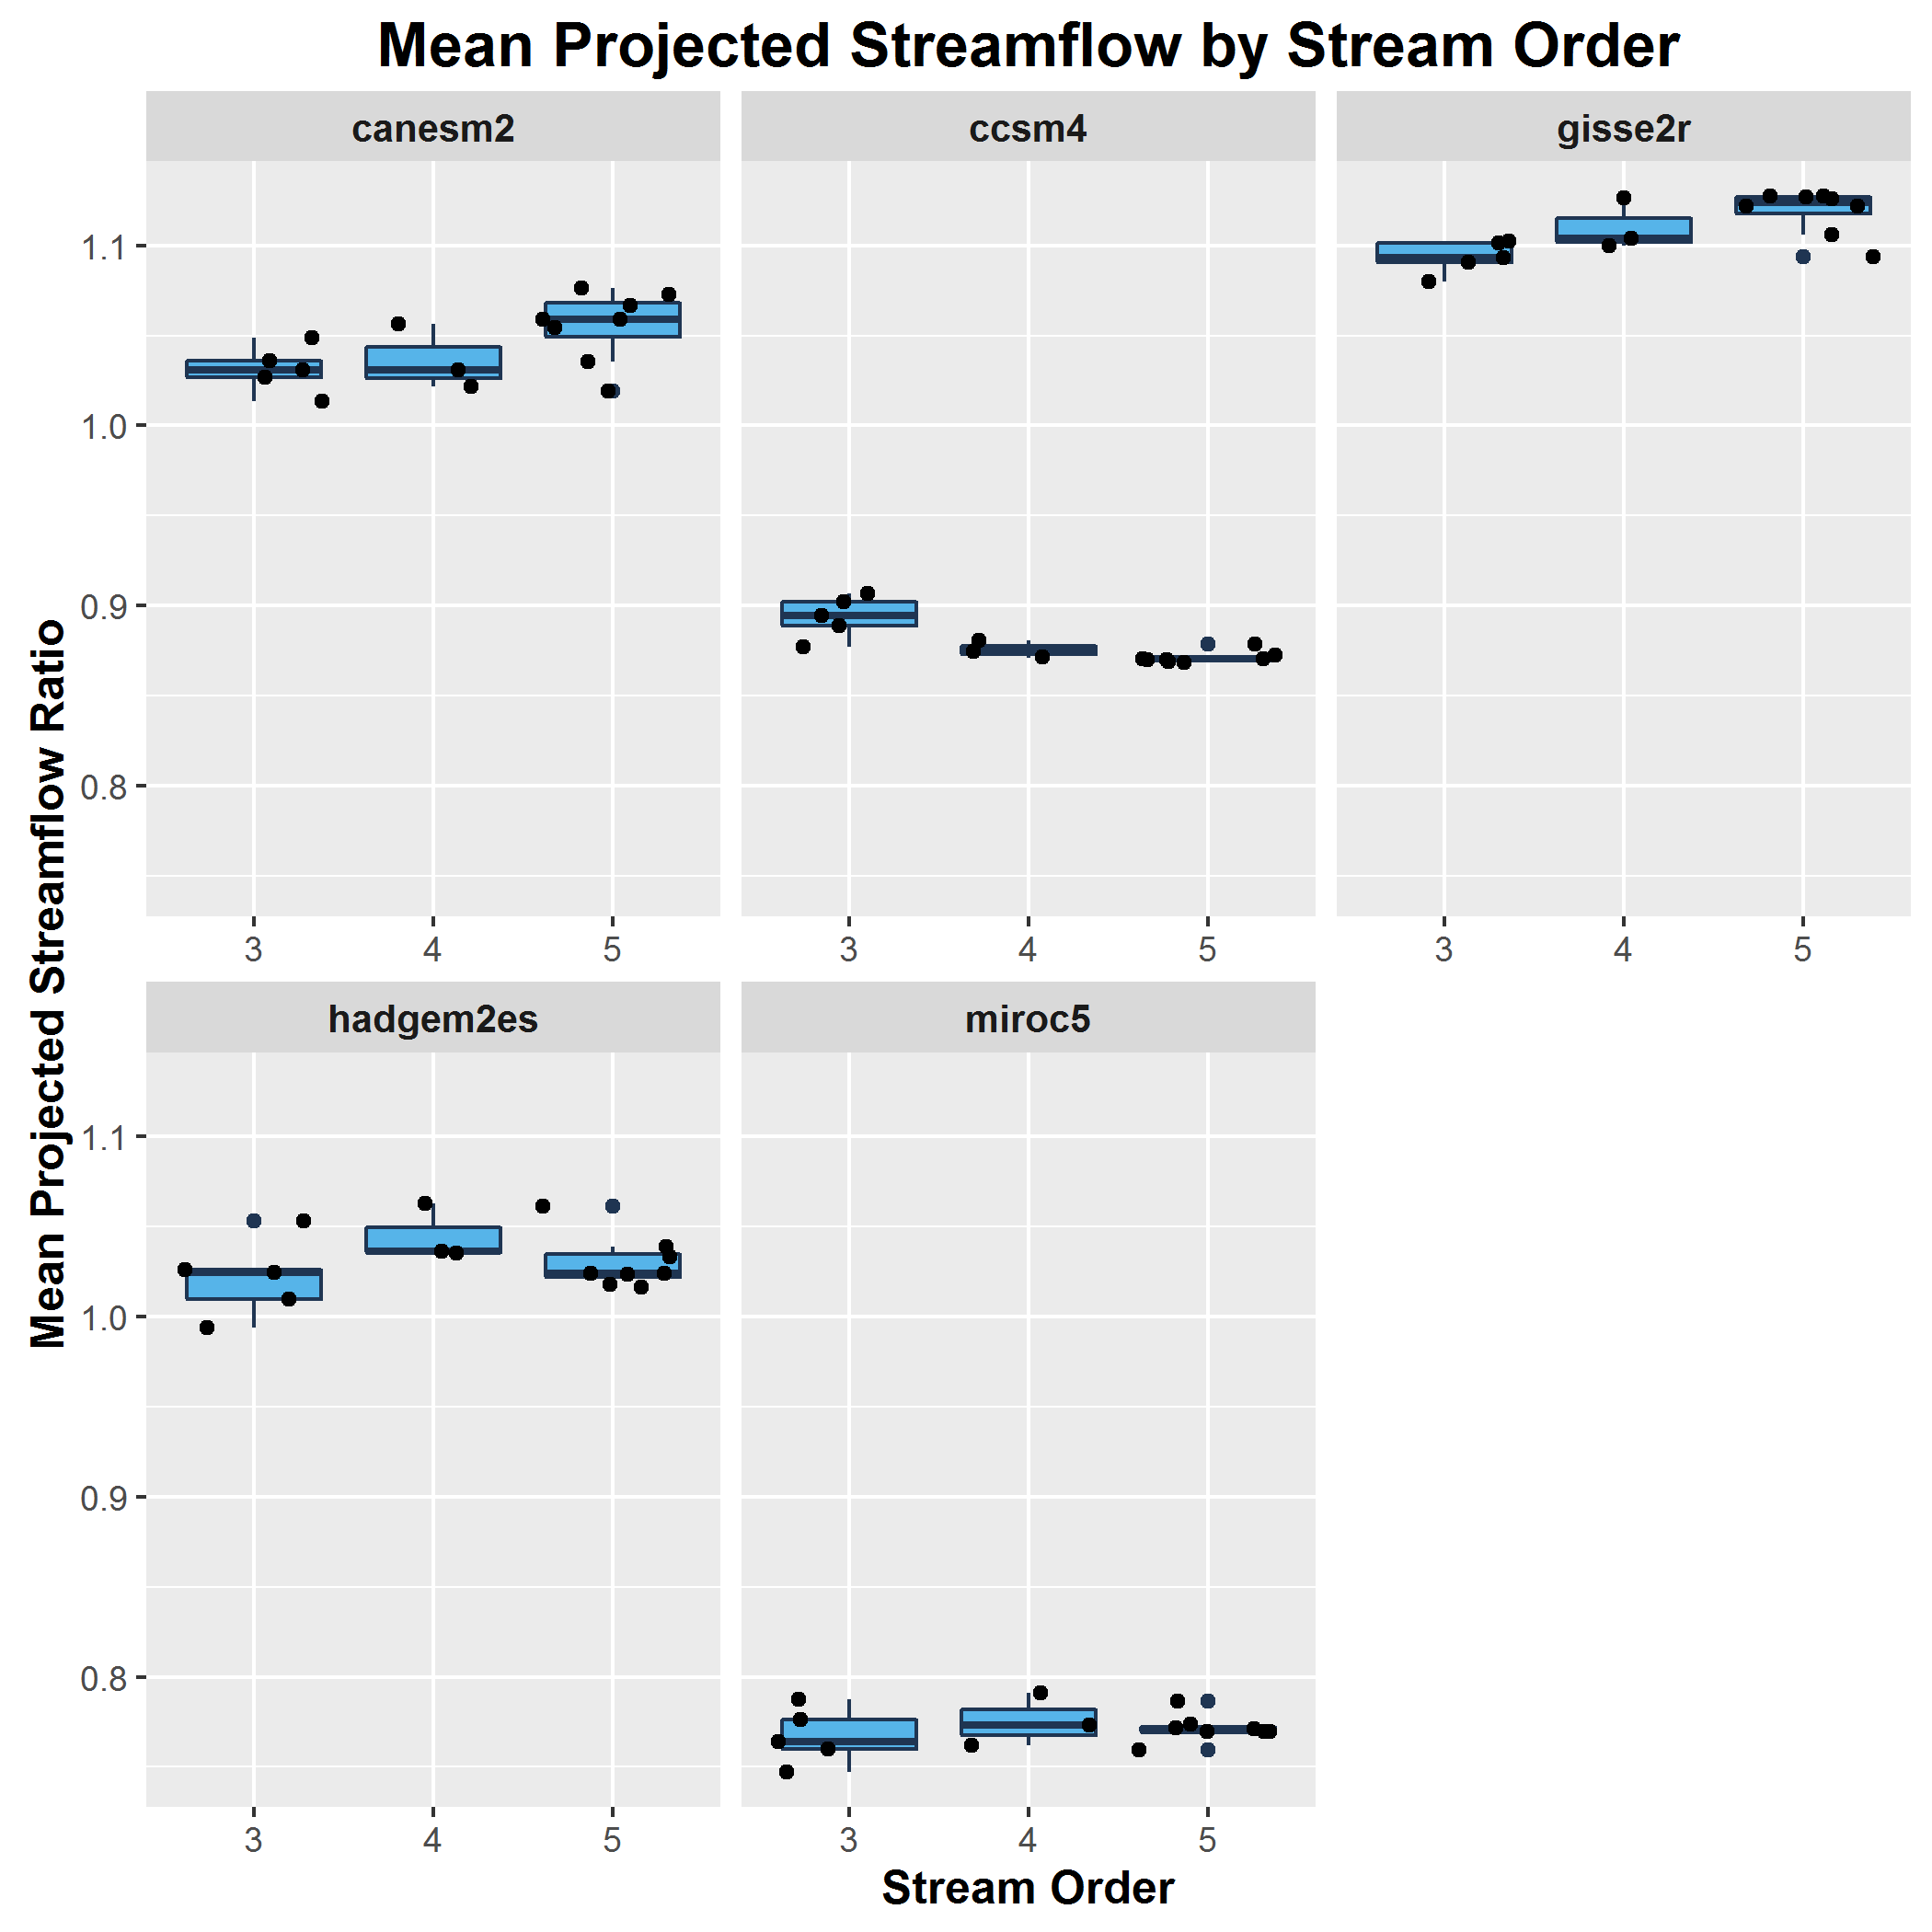 Mean Projected Streamflow by Stream Order
canesm2
ccsm4
gisse2r
1.1
1.0
0.9
0.8
3 4 5
3 4 5
3 4 5
hadgem2es
miroc5
1.1
1.0
0.9
0.8
3 4 5
3 4 5
Mean Projected Streamflow Ratio
Stream Order